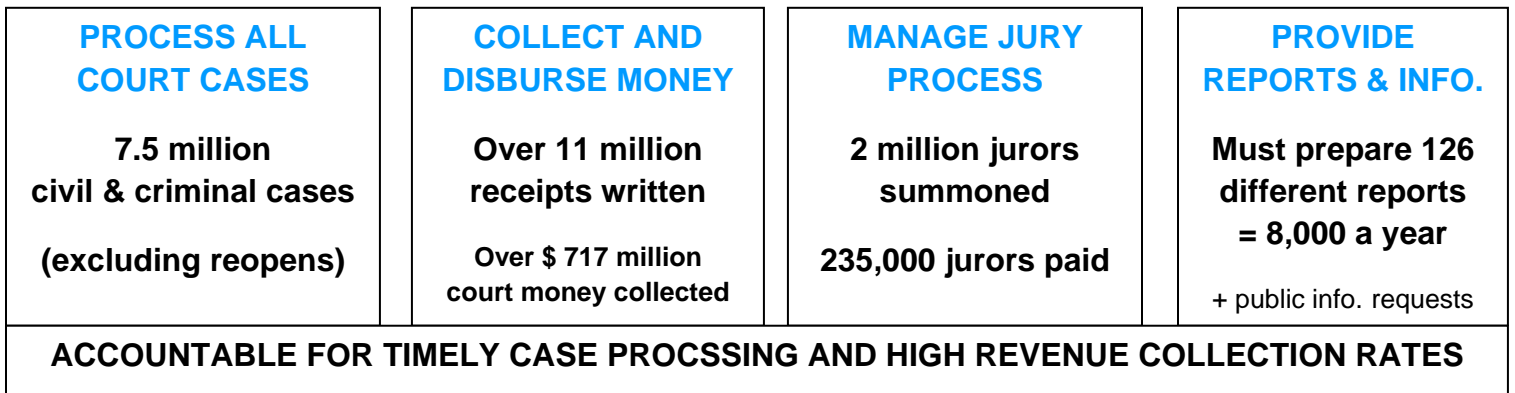 PROCESS ALL
COURT CASES
7.5 million
civil & criminal cases
(excluding reopens)
COLLECT AND
DISBURSE MONEY
Over 11 million
receipts written
Over $ 717 million
court money collected
MANAGE JURY
PROCESS
2 million jurors
summoned
235,000 jurors paid
PROVIDE
REPORTS & INFO.
Must prepare 126
different reports
= 8,000 a year
+ public info. requests
ACCOUNTABLE FOR TIMELY CASE PROCSSING AND HIGH REVENUE COLLECTION RATES